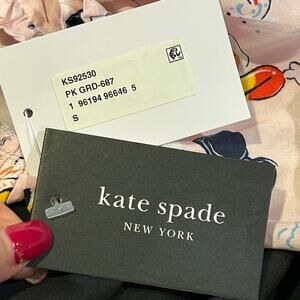 KS92530
PK GRD-687
1 96194 96646 5
S
kate spade
NEW YORK